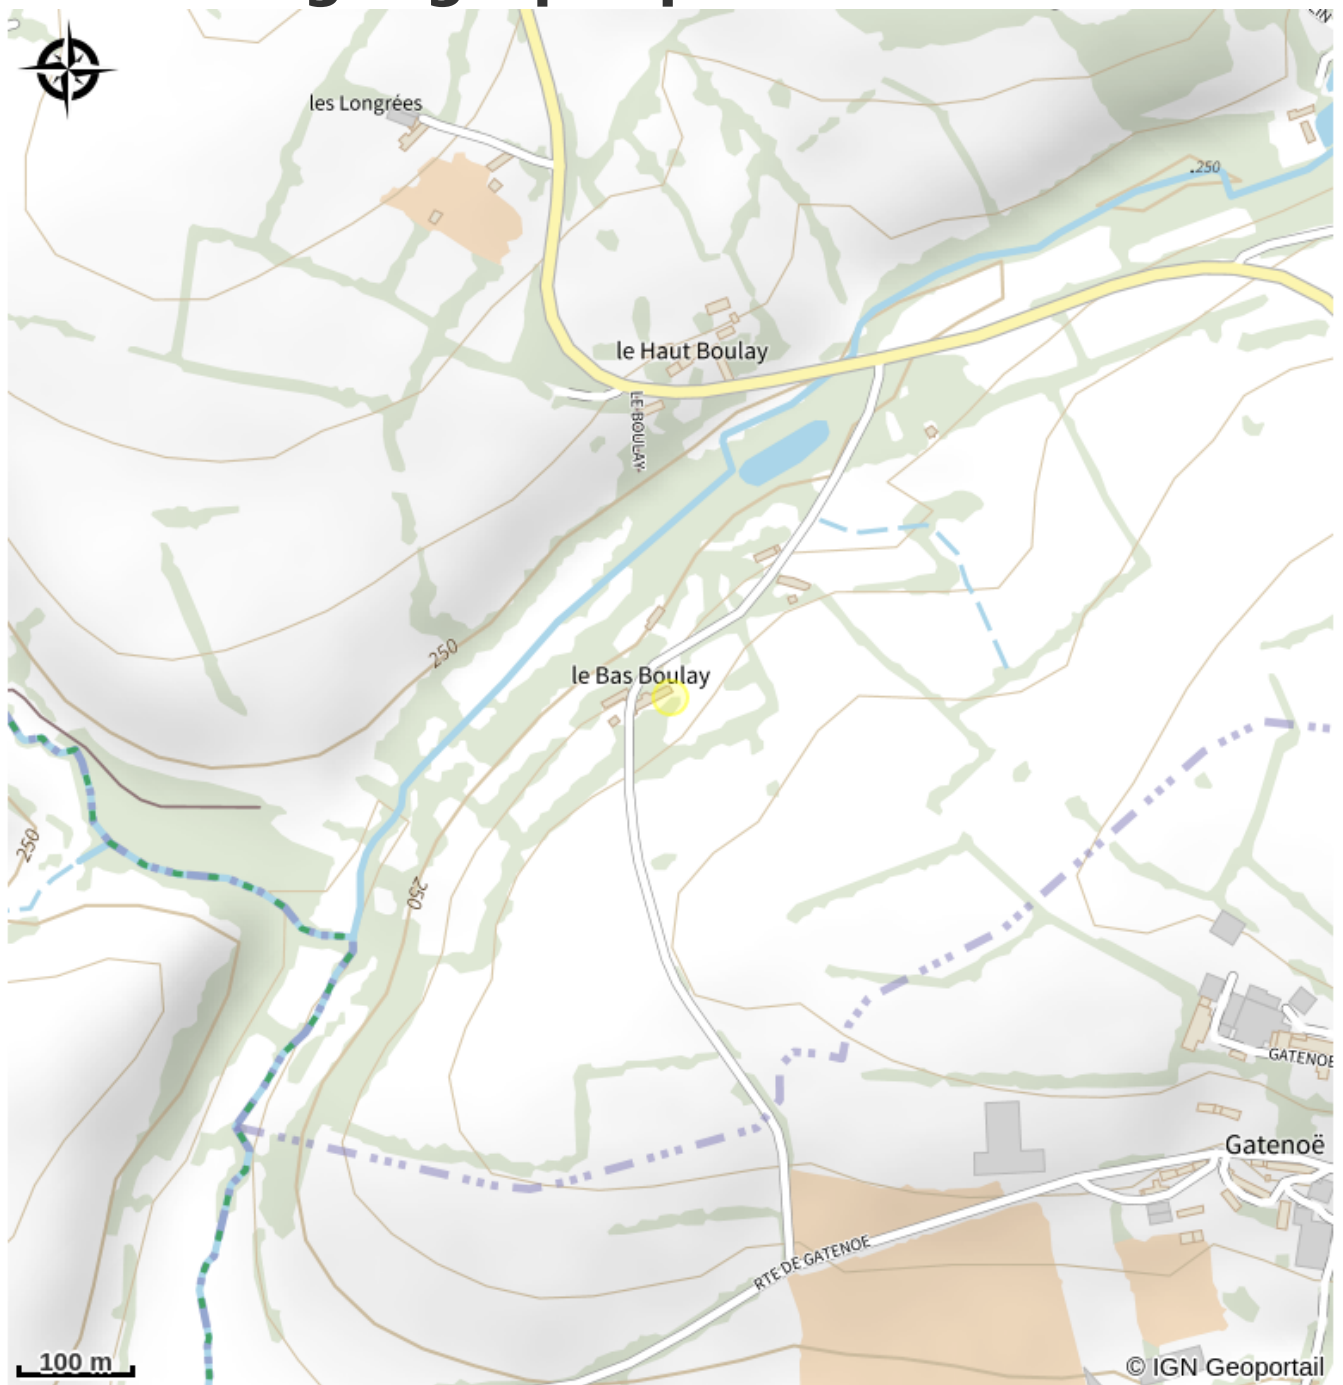 les Longrées
.250
le Haut Boulay
LE BOULAY
250
le Bas Boulay
250
250
GATENOE
Gatenoë
RTE DE GATENOE
100 m
© IGN Geoportail